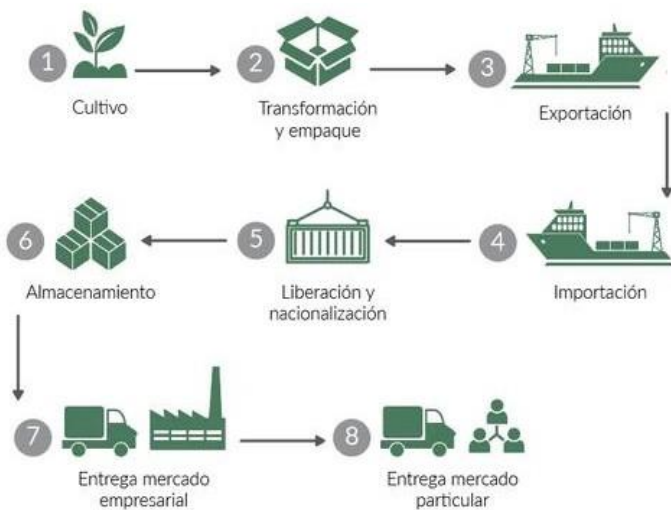 1
Cultivo
2
Transformación
y empaque
3
Exportación
4
Importación
5
Liberación y
nacionalización
6
Almacenamiento
7
Entrega mercado
empresarial
8
Entrega mercado
particular